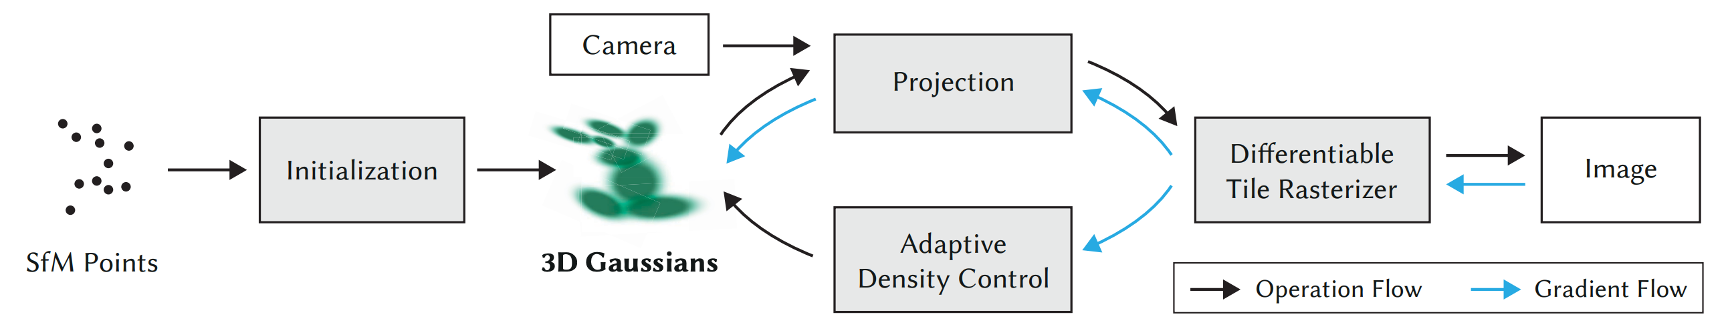 Camera
Projection
Initialization
Differentiable
Tile Rasterizer
Image
SfM Points
3D Gaussians
Adaptive
Density Control
Operation Flow
Gradient Flow